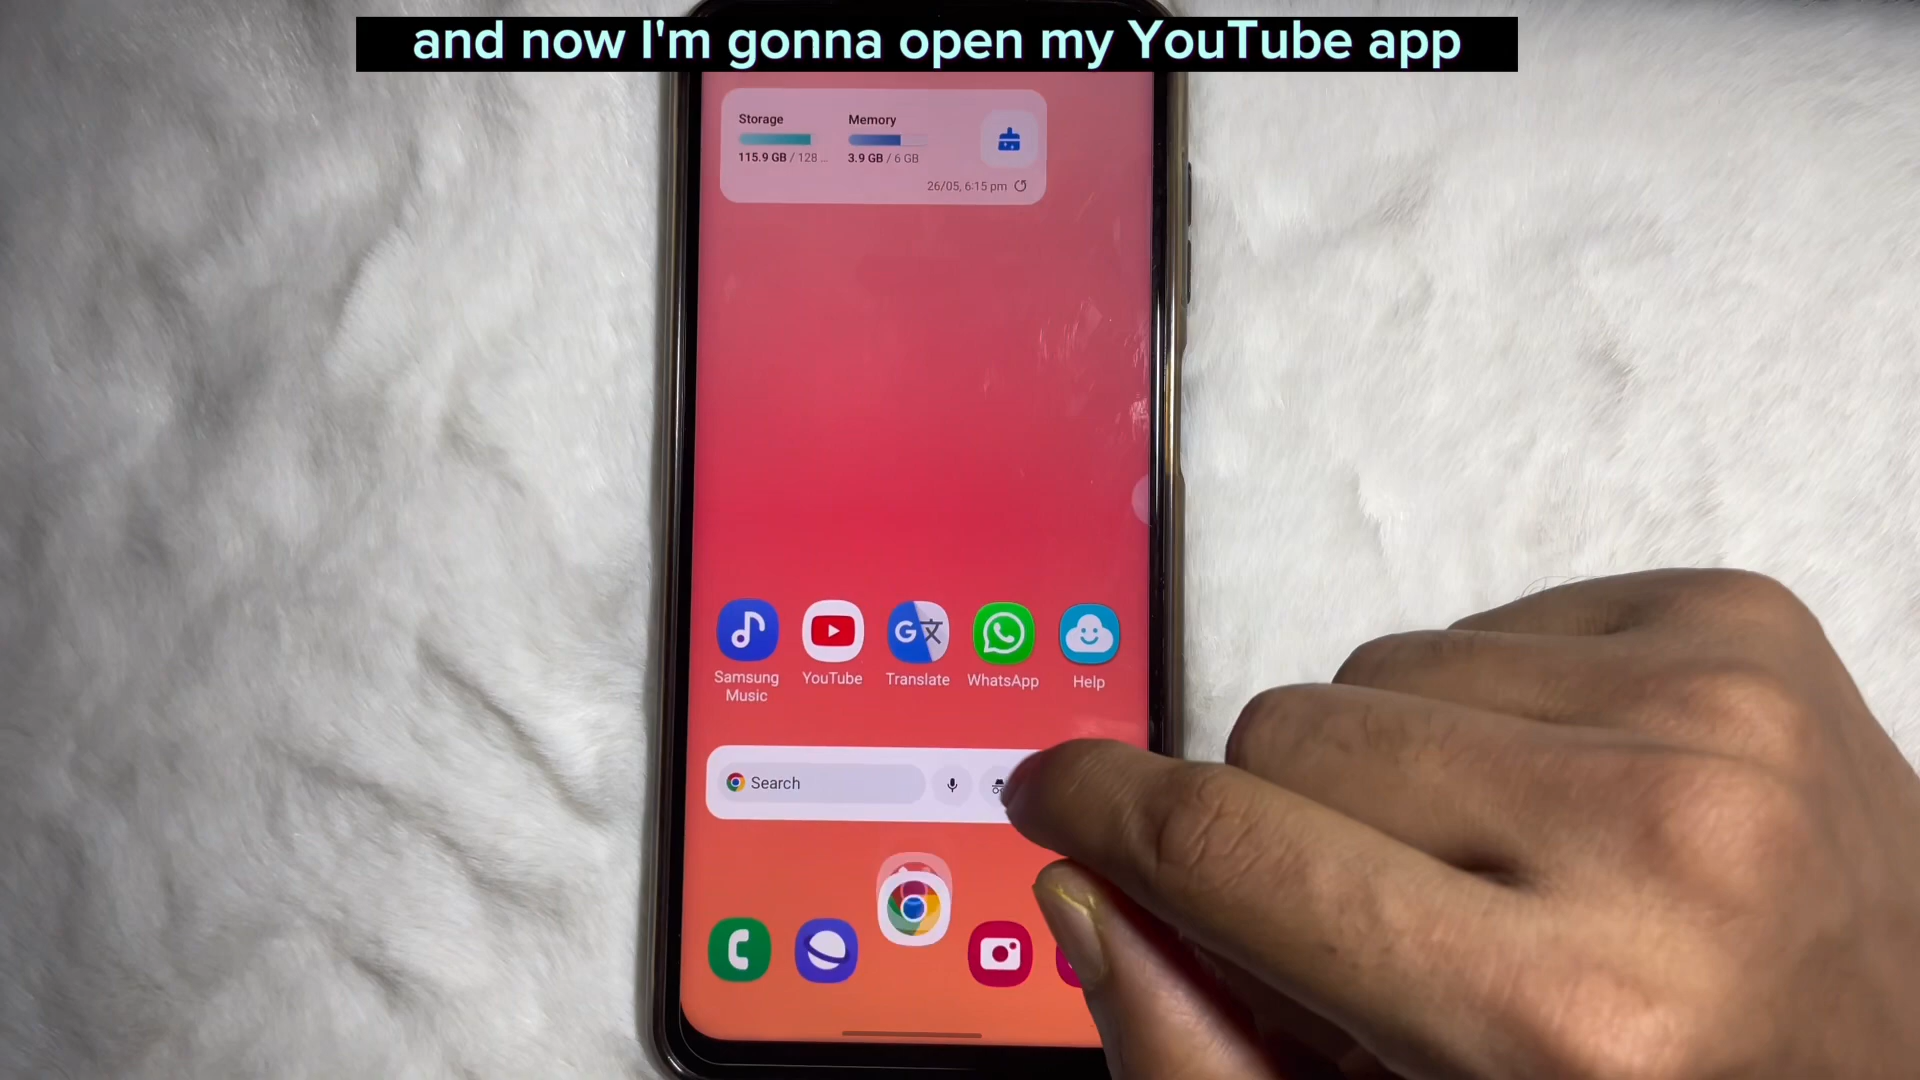 and now I'm gonna open my YouTube app
Storage
Memory
115.9 GB / 128 ...
3.9 GB / 6 GB
26/05, 6:15 pm
Samsung
Music
YouTube
Translate
WhatsApp
Help
Search